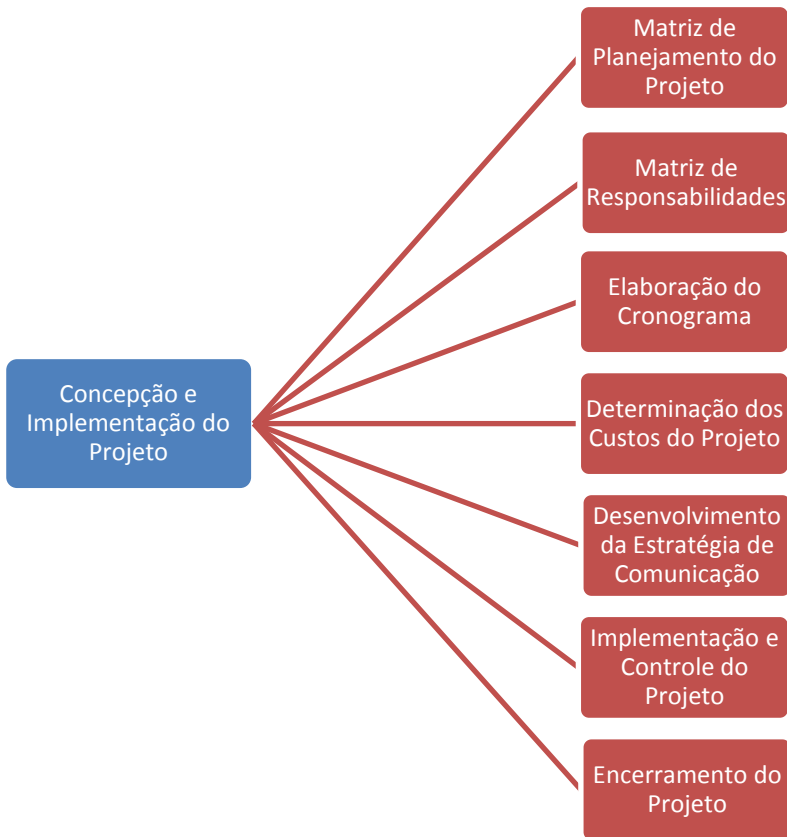 Matriz de
Planejamento do
Projeto
Matriz de
Responsabilidades
Elaboração do
Cronograma
Concepção e
Implementação do
Projeto
Determinação dos
Custos do Projeto
Desenvolvimento
da Estratégia de
Comunicação
Implementação e
Controle do
Projeto
Encerramento do
Projeto